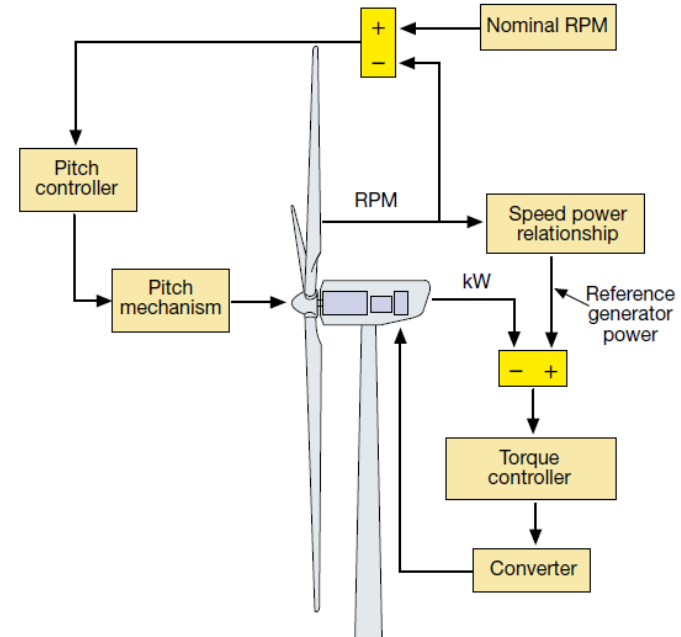 +
−
Nominal RPM
Pitch
controller
RPM
Speed power
relationship
Pitch
mechanism
kW
Reference
generator
power
− +
Torque
controller
Converter